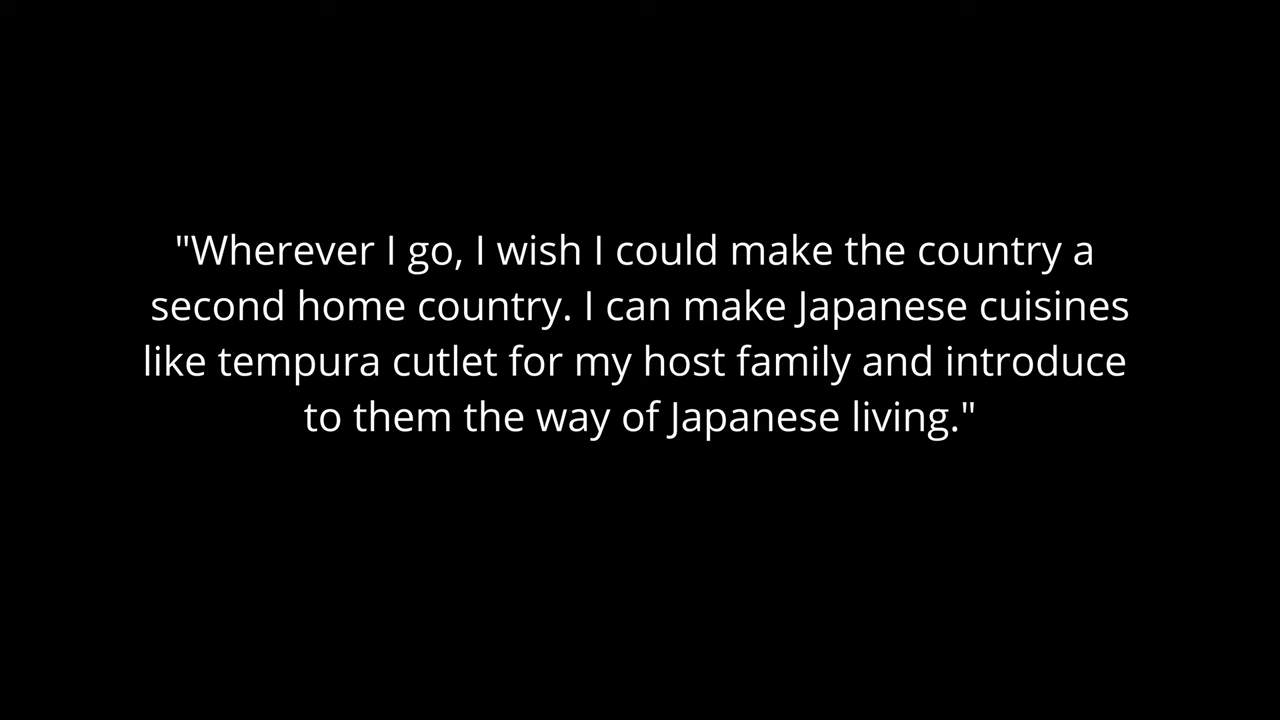 "Wherever I go, I wish I could make the country a
second home country. I can make Japanese cuisines
like tempura cutlet for my host family and introduce
to them the way of Japanese living."